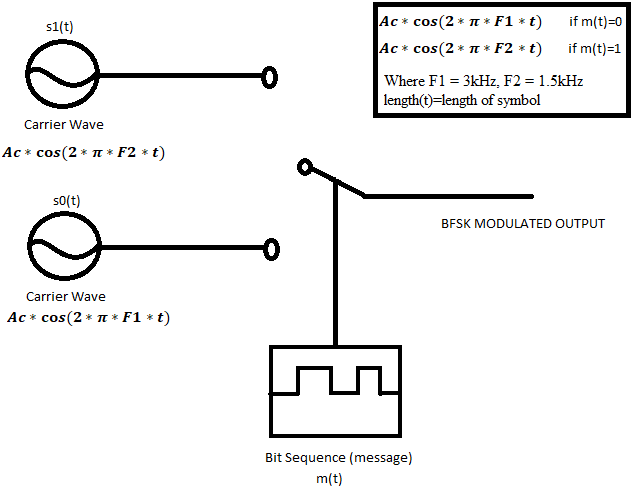 s1(t)
Carrier Wave
Ac * cos(2 * π * F2 * t)
s0(t)
Carrier Wave
Ac * cos(2 * π * F1 * t)
Ac * cos(2 * π * F1 * t) if m(t)=0
Ac * cos(2 * π * F2 * t) if m(t)=1
Where F1 = 3kHz, F2 = 1.5kHz
length(t)=length of symbol
BFSK MODULATED OUTPUT
Bit Sequence (message)
m(t)